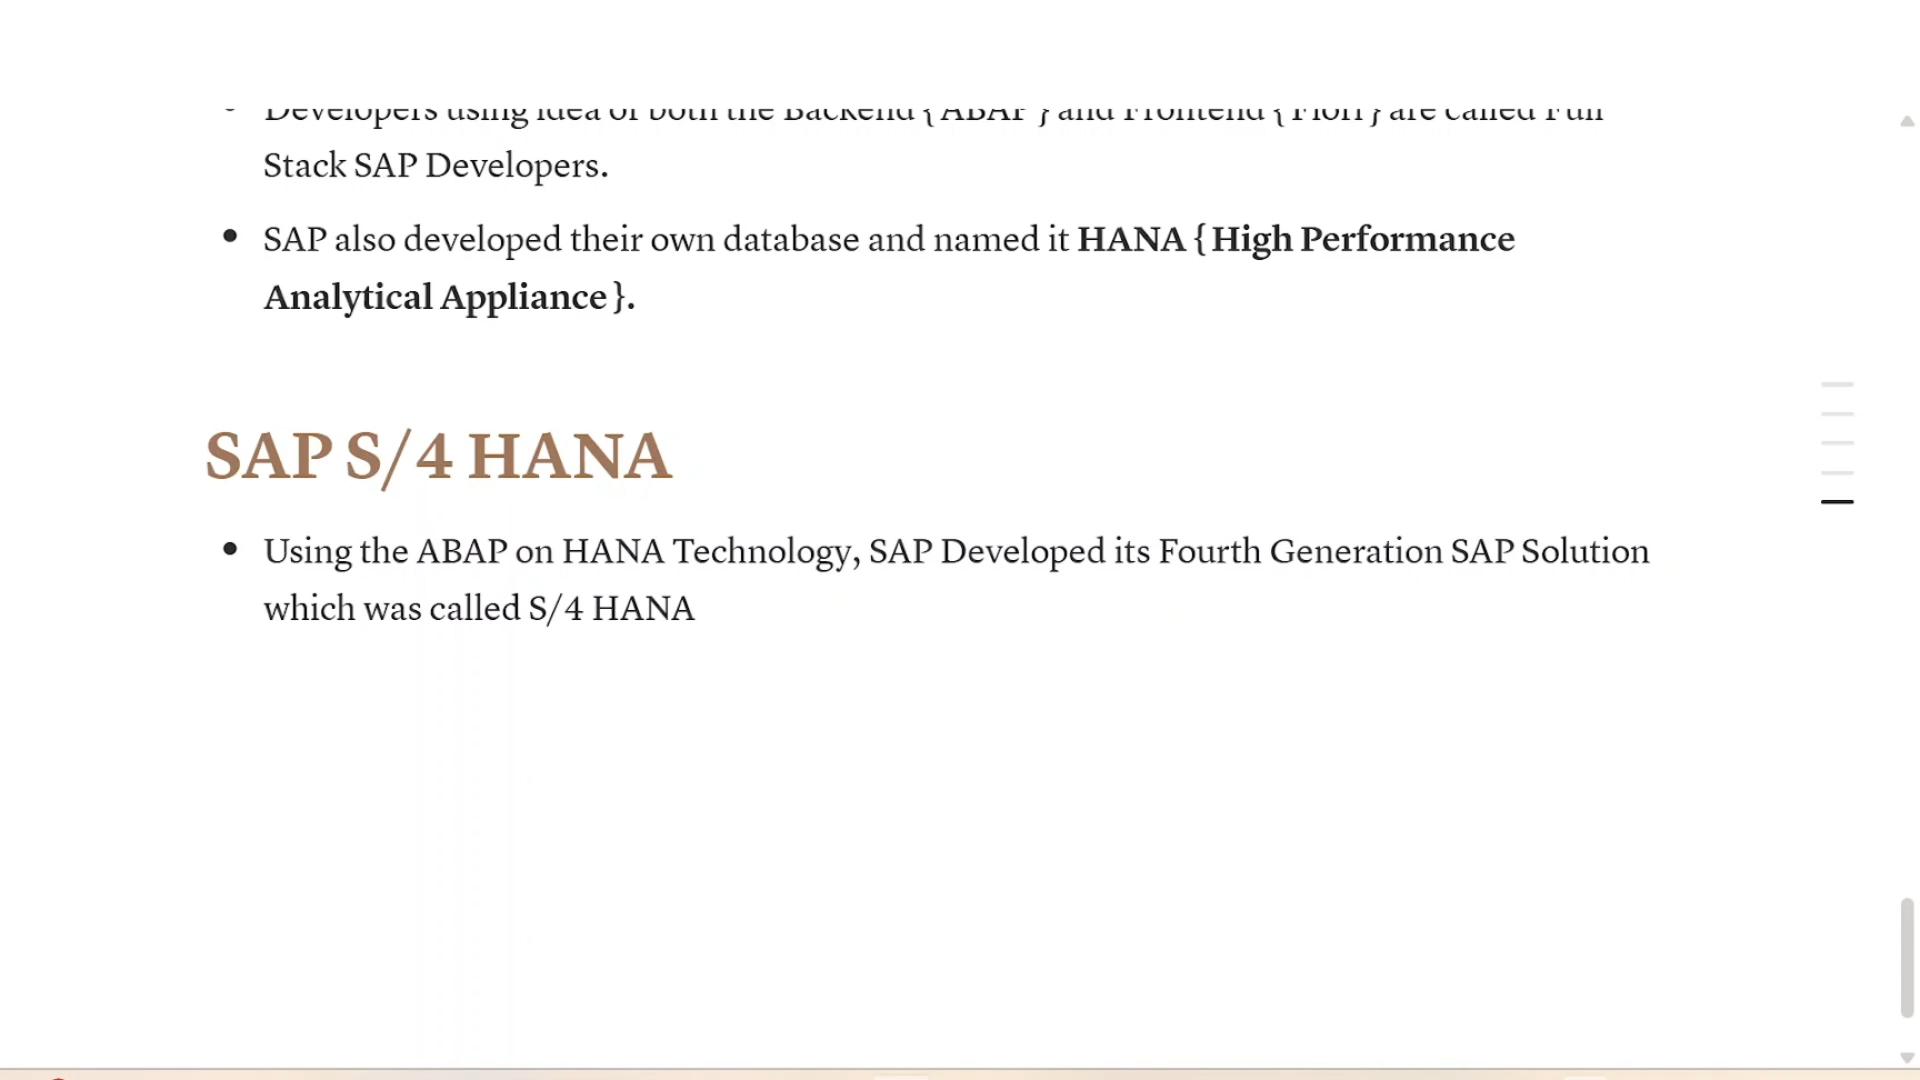 Developers using idea of both the Backend { ABAP } and Frontend { Fiori } are called Full
Stack SAP Developers.
SAP also developed their own database and named it HANA { High Performance
Analytical Appliance }.
SAP S/4 HANA
Using the ABAP on HANA Technology, SAP Developed its Fourth Generation SAP Solution
which was called S/4 HANA